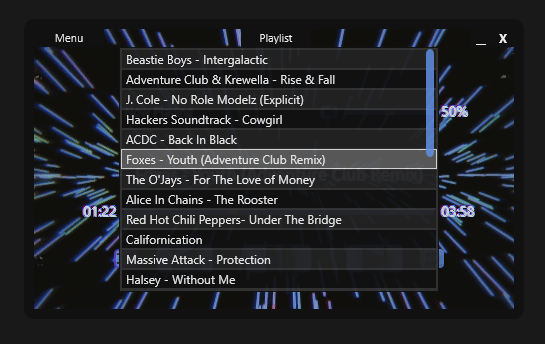 Menu Playlist _ X
Beastie Boys - Intergalactic
Adventure Club & Krewella - Rise & Fall
J. Cole - No Role Modelz (Explicit)
Hackers Soundtrack - Cowgirl
50%
ACDC - Back In Black
Foxes - Youth (Adventure Club Remix)
The O'Jays - For The Love of Money
Alice In Chains - The Rooster
01:22 03:58
Red Hot Chili Peppers- Under The Bridge
Californication
Massive Attack - Protection
Halsey - Without Me